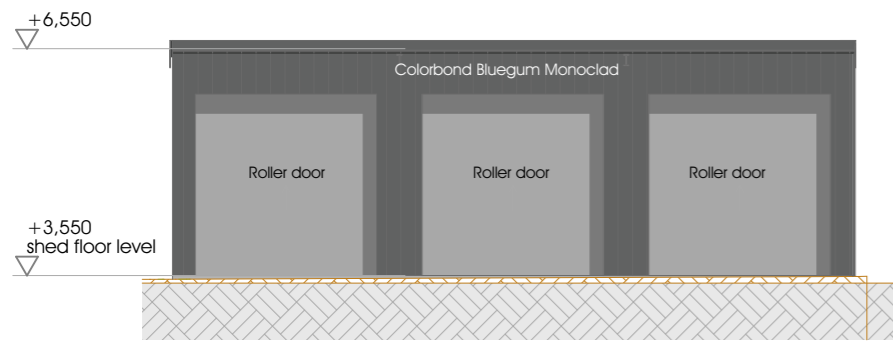 +6,550
Colorbond Bluegum Monoclad
Roller door
Roller door
Roller door
+3,550
shed floor level